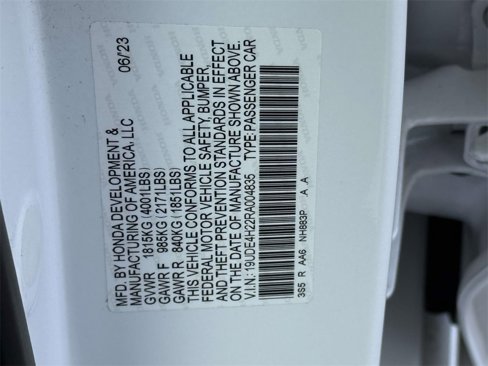 MFD. BY HONDA DEVELOPMENT & 06/23
MANUFACTURING OF AMERICA, LLC
GVWR 1815KG (4001LBS)
GAWR F 985KG (2171LBS)
GAWR R 840KG (1851LBS)
THIS VEHICLE CONFORMS TO ALL APPLICABLE
FEDERAL MOTOR VEHICLE SAFETY, BUMPER,
AND THEFT PREVENTION STANDARDS IN EFFECT
ON THE DATE OF MANUFACTURE SHOWN ABOVE.
V.I.N.: 19UDE4H22RA004835 TYPE: PASSENGER CAR
3S5 R AA6 NH883P A A